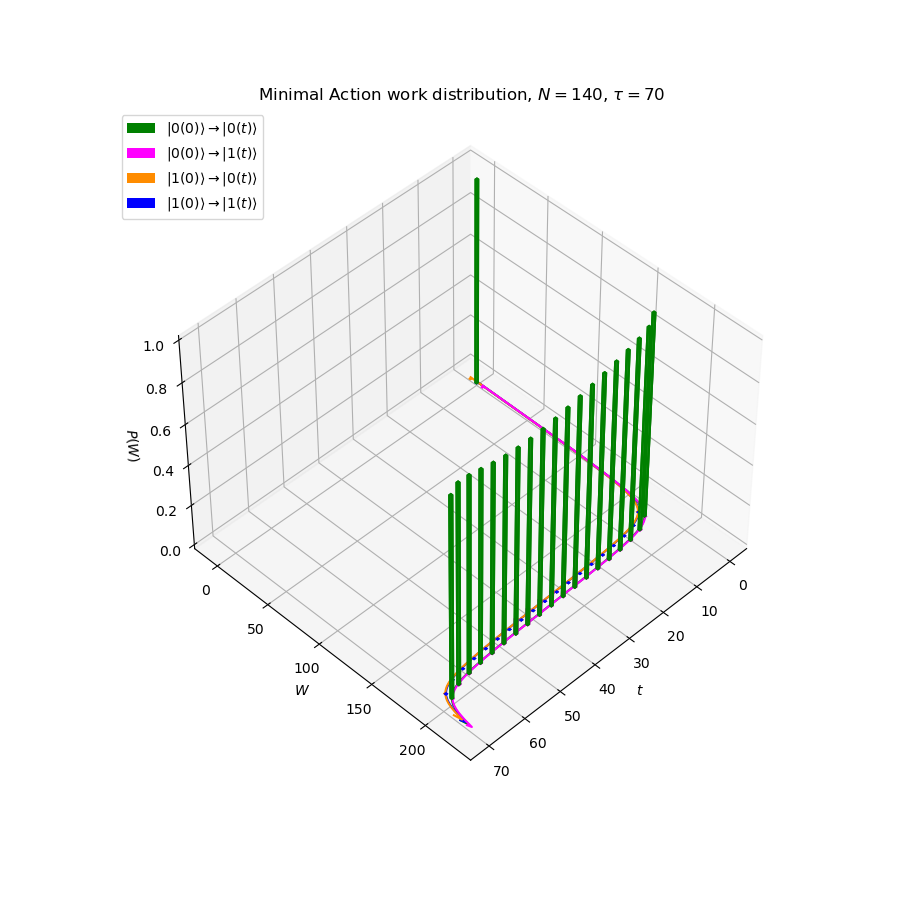 Minimal Action work distribution, N = 140, τ = 70
|0(0)⟩ → |0(t)⟩
|0(0)⟩ → |1(t)⟩
|1(0)⟩ → |0(t)⟩
|1(0)⟩ → |1(t)⟩
1.0
0.8
0.6
0.4
0.2
0.0
P(W)
0
50
100
150
200
W
0
10
20
30
40
50
60
70
t